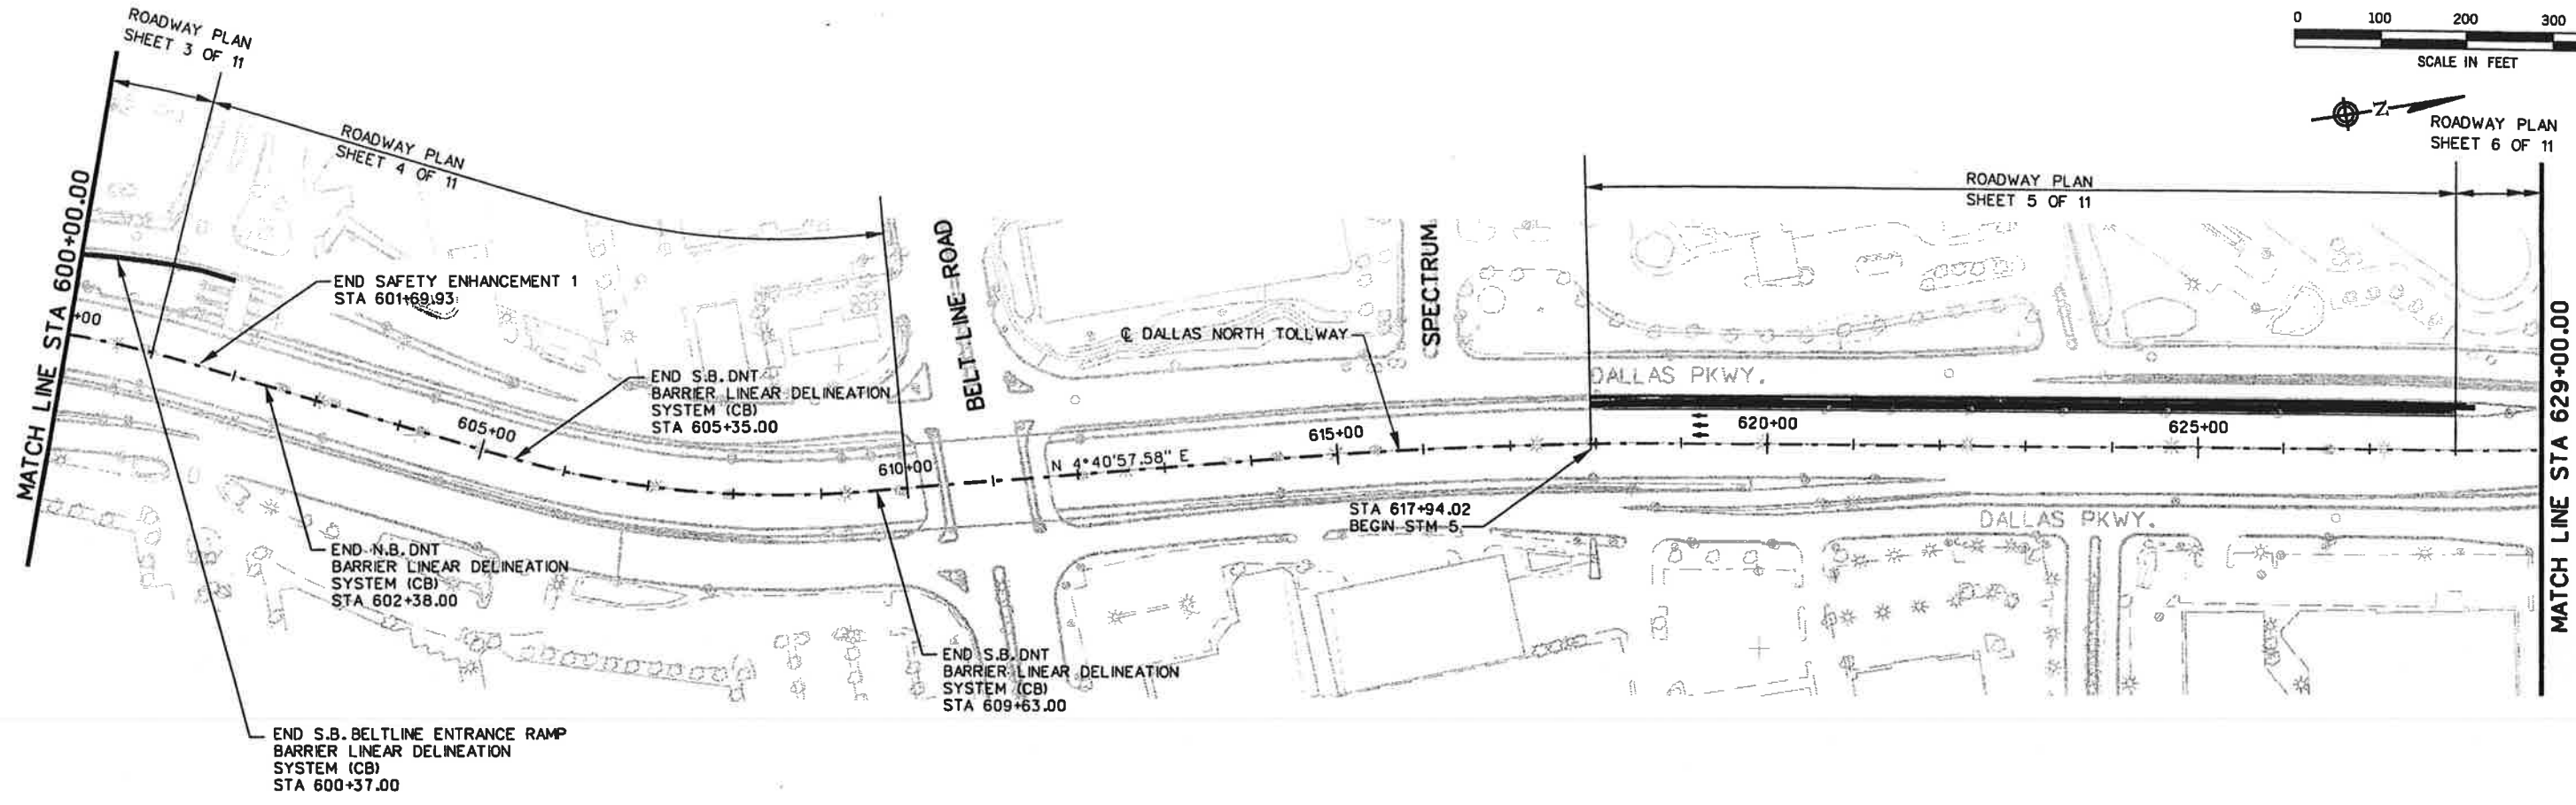 ROADWAY PLAN
SHEET 3 OF 11
0 100 200 300
SCALE IN FEET
Z
ROADWAY PLAN
SHEET 6 OF 11
ROADWAY PLAN
SHEET 4 OF 11
ROADWAY PLAN
SHEET 5 OF 11
MATCH LINE STA 600+00.00
+00
END SAFETY ENHANCEMENT 1
STA 601+69.93
BELT LINE ROAD
SPECTRUM
℄ DALLAS NORTH TOLLWAY
DALLAS PKWY.
END S.B. DNT
BARRIER LINEAR DELINEATION
SYSTEM (CB)
STA 605+35.00
605+00
610+00
N 4°40'57.58" E
615+00
620+00
625+00
STA 617+94.02
BEGIN STM 5
DALLAS PKWY.
MATCH LINE STA 629+00.00
END N.B. DNT
BARRIER LINEAR DELINEATION
SYSTEM (CB)
STA 602+38.00
END S.B. DNT
BARRIER LINEAR DELINEATION
SYSTEM (CB)
STA 609+63.00
END S.B. BELTLINE ENTRANCE RAMP
BARRIER LINEAR DELINEATION
SYSTEM (CB)
STA 600+37.00